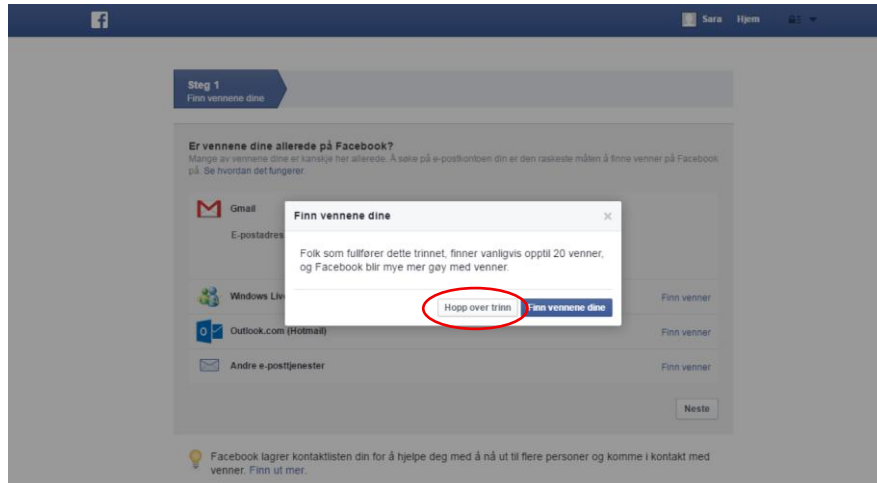 Sara Hjem
Steg 1
Finn vennene dine
Er vennene dine allerede på Facebook?
Mange av vennene dine er kanskje her allerede. Å søke på e-postkontoen din er den raskeste måten å finne venner på Facebook
på. Se hvordan det fungerer.
Gmail
E-postadres
Finn vennene dine
Folk som fullfører dette trinnet, finner vanligvis opptil 20 venner,
og Facebook blir mye mer gøy med venner.
Hopp over trinn Finn vennene dine
Windows Liv
Finn venner
Outlook.com (Hotmail)
Finn venner
Andre e-posttjenester
Finn venner
Neste
Facebook lagrer kontaktlisten din for å hjelpe deg med å nå ut til flere personer og komme i kontakt med
venner. Finn ut mer.